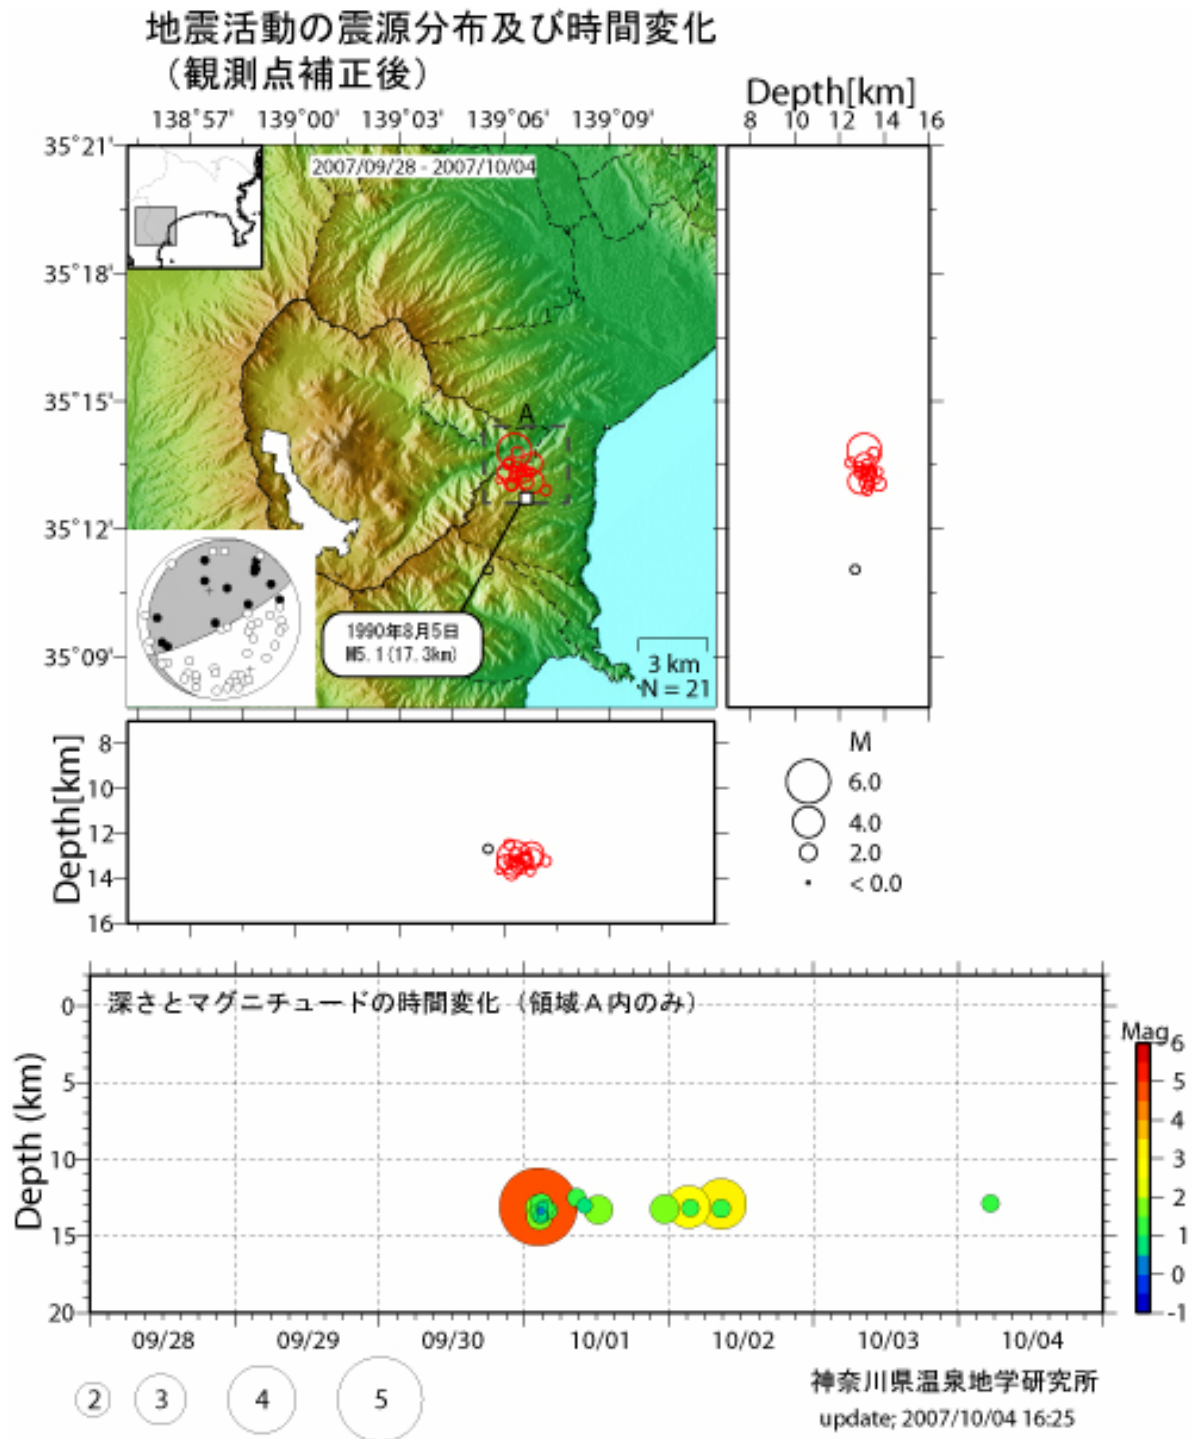 地震活動の震源分布及び時間変化
（観測点補正後）
Depth[km]
138°57' 139°00' 139°03' 139°06' 139°09'
8 10 12 14 16
35°21'
2007/09/28 - 2007/10/04
35°18'
35°15'
A
35°12'
1990年8月5日
M5.1(17.3km)
35°09'
3 km
N = 21
Depth[km]
8
10
12
14
16
M
6.0
4.0
2.0
< 0.0
深さとマグニチュードの時間変化（領域A内のみ）
Depth (km)
0
5
10
15
20
Mag
6
5
4
3
2
1
0
-1
09/28 09/29 09/30 10/01 10/02 10/03 10/04
2 3 4 5
神奈川県温泉地学研究所
update; 2007/10/04 16:25